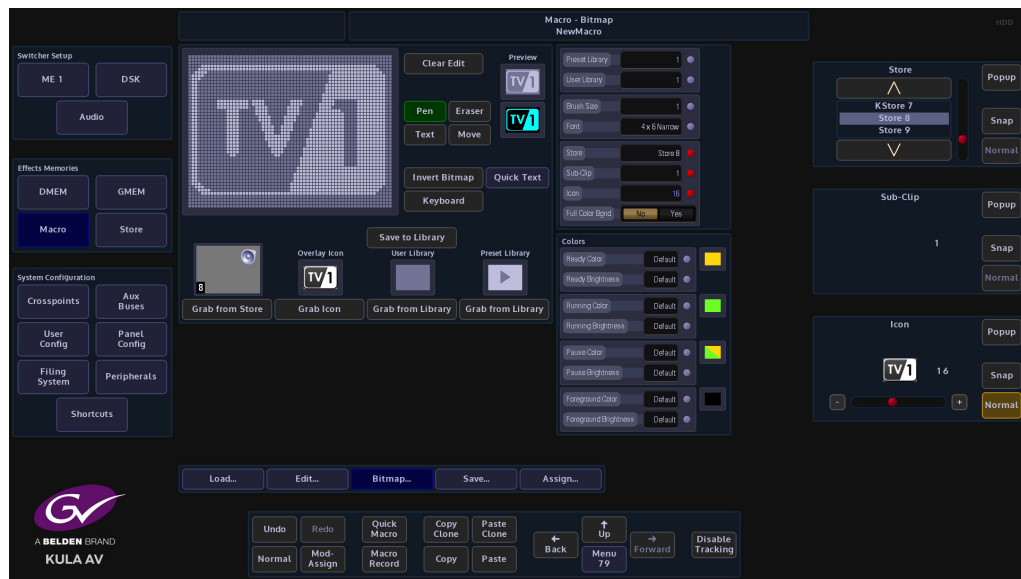 Macro - Bitmap
NewMacro
HDD
Switcher Setup
ME 1
DSK
Audio
Effects Memories
DMEM
GMEM
Macro
Store
System Configuration
Crosspoints
Aux
Buses
User
Config
Panel
Config
Filing
System
Peripherals
Shortcuts
TV1
Clear Edit
Preview
TV1
Pen
Eraser
TV1
Text
Move
Invert Bitmap
Quick Text
Keyboard
Save to Library
Overlay Icon
User Library
Preset Library
8
TV1
Grab from Store
Grab Icon
Grab from Library
Grab from Library
Preset Library
1
User Library
1
Brush Size
1
Font
4 x 6 Narrow
Store
Store 8
Sub-Clip
1
Icon
16
Full Color Bgnd
No
Yes
Colors
Ready Color
Default
Ready Brightness
Default
Running Color
Default
Running Brightness
Default
Pause Color
Default
Pause Brightness
Default
Foreground Color
Default
Foreground Brightness
Default
Store
Popup
KStore 7
Store 8
Snap
Store 9
Normal
Sub-Clip
Popup
1
Snap
Normal
Icon
Popup
TV1
16
Snap
-
+
Normal
Load...
Edit...
Bitmap...
Save...
Assign...
GV
A BELDEN BRAND
KULA AV
Undo
Redo
Quick
Macro
Copy
Clone
Paste
Clone
Normal
Mod-
Assign
Macro
Record
Copy
Paste
← Back
↑ Up
Menu
79
→ Forward
Disable
Tracking